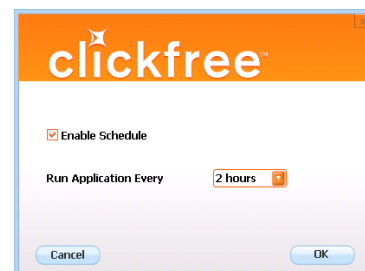 clickfree™
Enable Schedule
Run Application Every 2 hours
Cancel OK